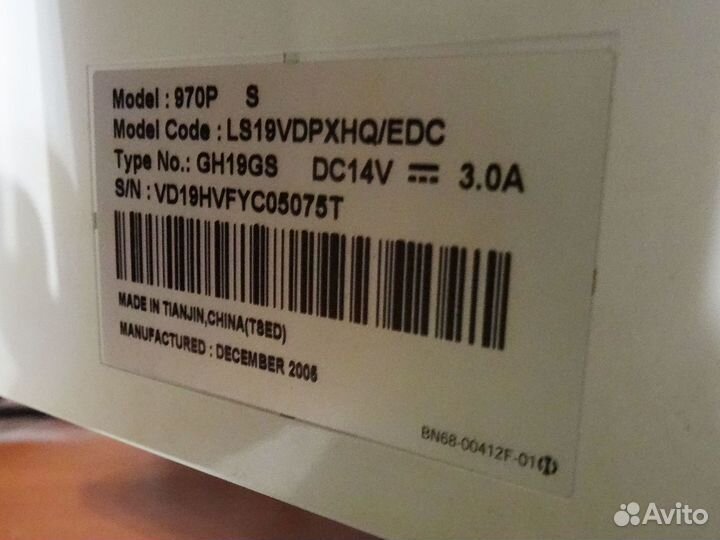 Model : 970P S
Model Code : LS19VDPXHQ/EDC
Type No.: GH19GS DC14V ⎓ 3.0A
S/N : VD19HVFYC05075T
MADE IN TIANJIN,CHINA(TSED)
MANUFACTURED : DECEMBER 2005
BN68-00412F-01
Avito